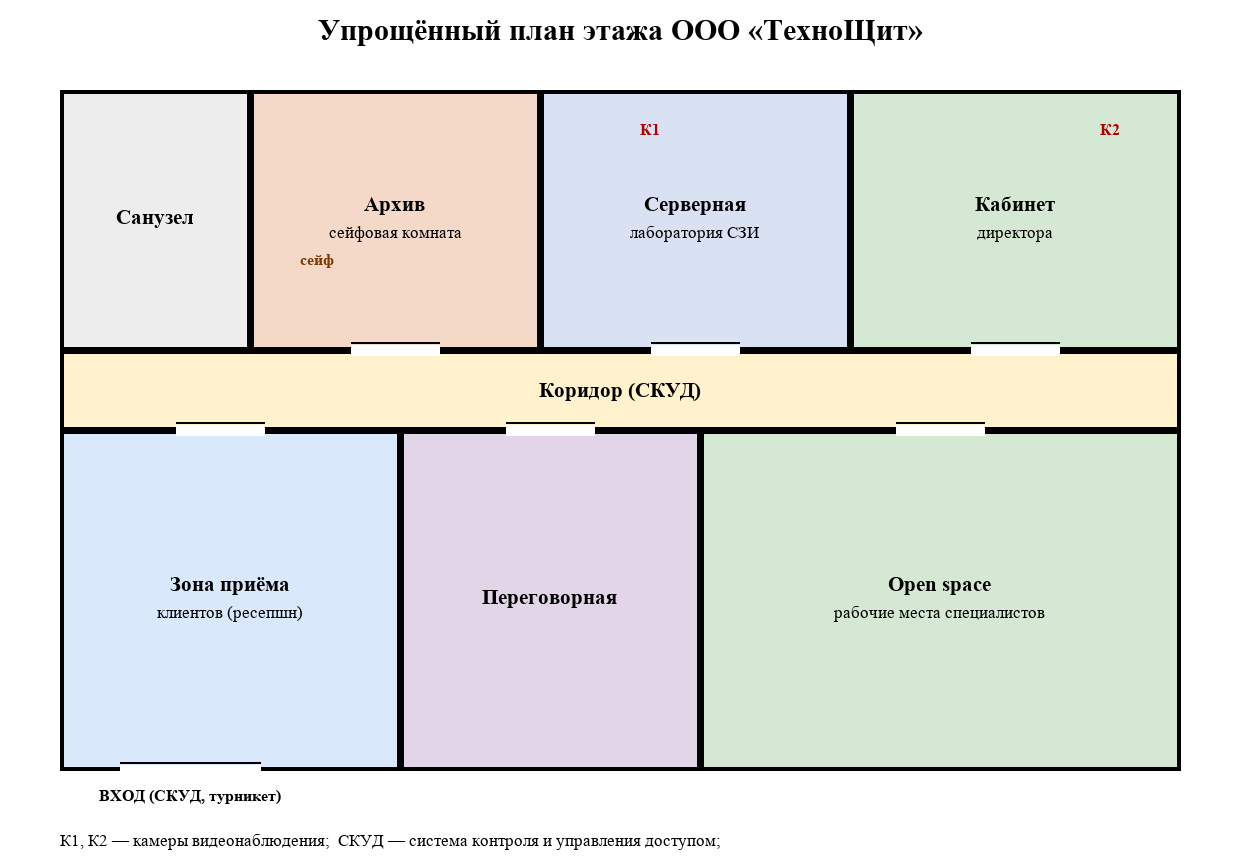 Упрощённый план этажа ООО «ТехноЩит»
К1
К2
Санузел
Архив
сейфовая комната
сейф
Серверная
лаборатория СЗИ
Кабинет
директора
Коридор (СКУД)
Зона приёма
клиентов (ресепшн)
Переговорная
Open space
рабочие места специалистов
ВХОД (СКУД, турникет)
К1, К2 — камеры видеонаблюдения; СКУД — система контроля и управления доступом;